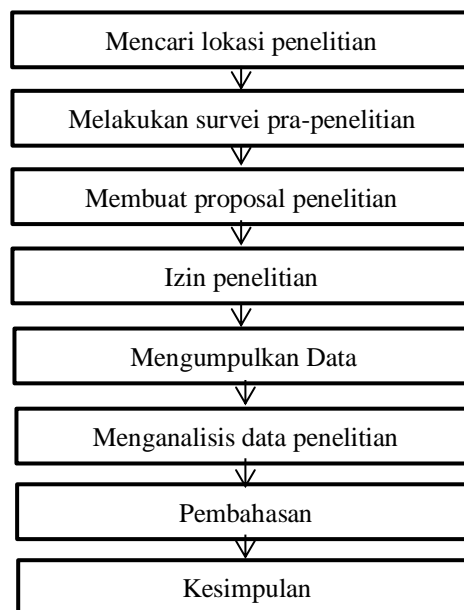 Mencari lokasi penelitian
Melakukan survei pra-penelitian
Membuat proposal penelitian
Izin penelitian
Mengumpulkan Data
Menganalisis data penelitian
Pembahasan
Kesimpulan